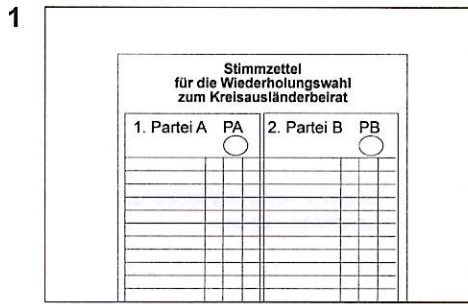 1
Stimmzettel
für die Wiederholungswahl
zum Kreisausländerbeirat
1. Partei A PA 2. Partei B PB